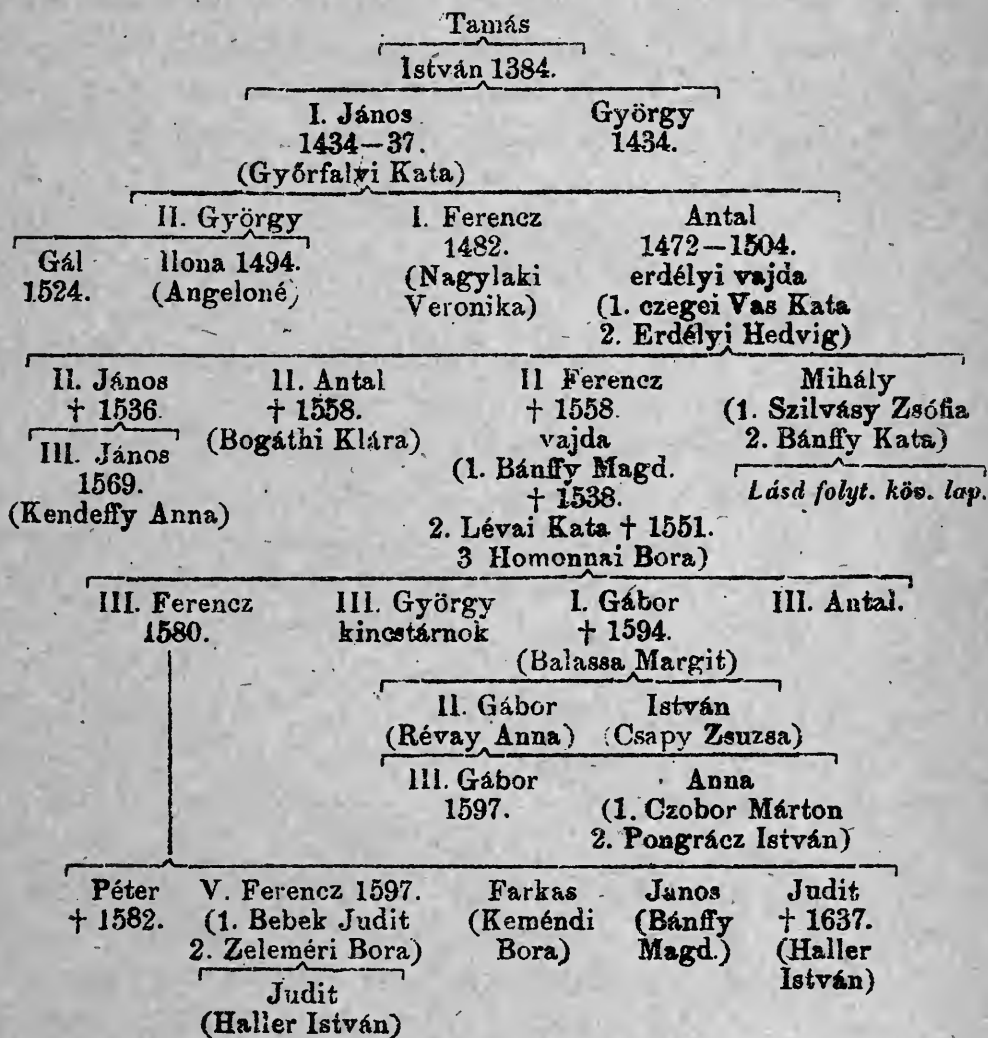 Tamás
István 1384.
I. János György
1434—37. 1434.
(Győrfalvi Kata)
II. György I. Ferencz Antal
Gál Ilona 1494. 1482. 1472—1504.
1524. (Angeloné) (Nagylaki erdélyi vajda
Veronika) (1. czegei Vas Kata
2. Erdélyi Hedvig)
II. János II. Antal II Ferencz Mihály
† 1536. † 1558. † 1558. (1. Szilvásy Zsófia
(Bogáthi Klára) vajda 2. Bánffy Kata)
III. János (1. Bánffy Magd. Lásd folyt. köv. lap.
1569. † 1538.
(Kendeffy Anna) 2. Lévai Kata † 1551.
3 Homonnai Bora)
III. Ferencz III. György I. Gábor III. Antal.
1580. kincstárnok † 1594.
(Balassa Margit)
II. Gábor István
(Révay Anna) (Csapy Zsuzsa)
III. Gábor Anna
1597. (1. Czobor Márton
2. Pongrácz István)
Péter V. Ferencz 1597. Farkas János Judit
† 1582. (1. Bebek Judit (Keméndi (Bánffy † 1637.
2. Zeleméri Bora) Bora) Magd.) (Haller
István)
Judit
(Haller István)